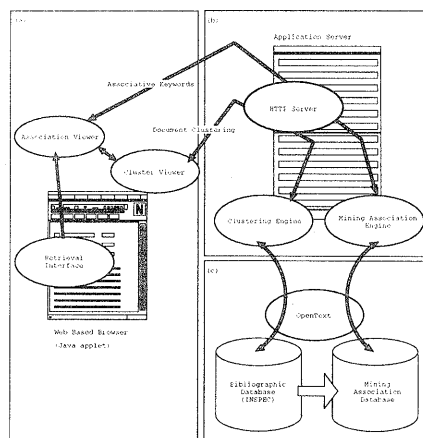 (a)
(b)
Application Server
Associative Keywords
HTTP Server
Association Viewer
Document Clustering
Cluster Viewer
N
Clustering Engine
Mining Association
Engine
Retrieval
Interface
(c)
OpenText
Web Based Browser
(Java applet)
Bibliographic
Database
(INSPEC)
Mining
Association
Database